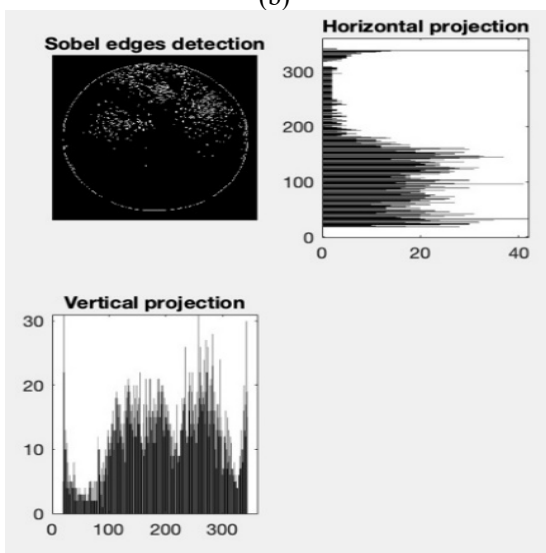 (b)
Sobel edges detection
Horizontal projection
300
200
100
0
0 20 40
Vertical projection
30
20
10
0
0 100 200 300